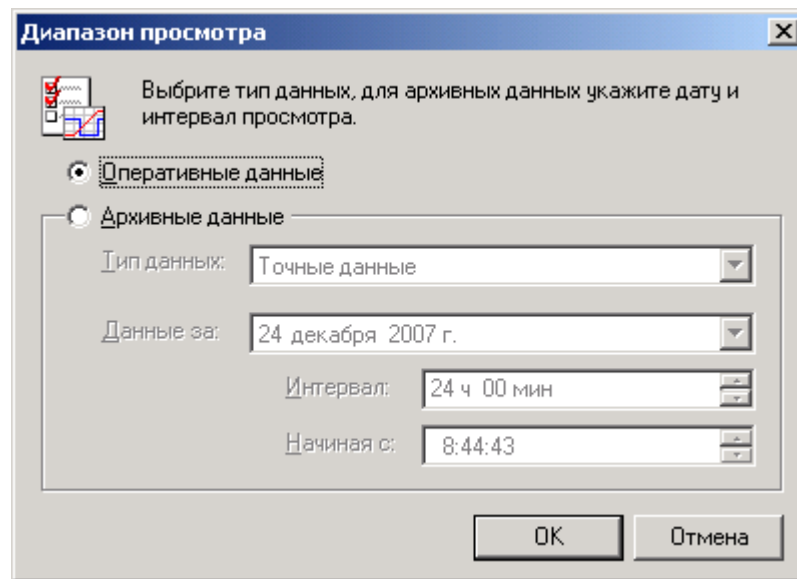 Диапазон просмотра
Выбрите тип данных, для архивных данных укажите дату и
интервал просмотра.
Оперативные данные
Архивные данные
Тип данных: Точные данные
Данные за: 24 декабря 2007 г.
Интервал: 24 ч 00 мин
Начиная с: 8:44:43
OK Отмена